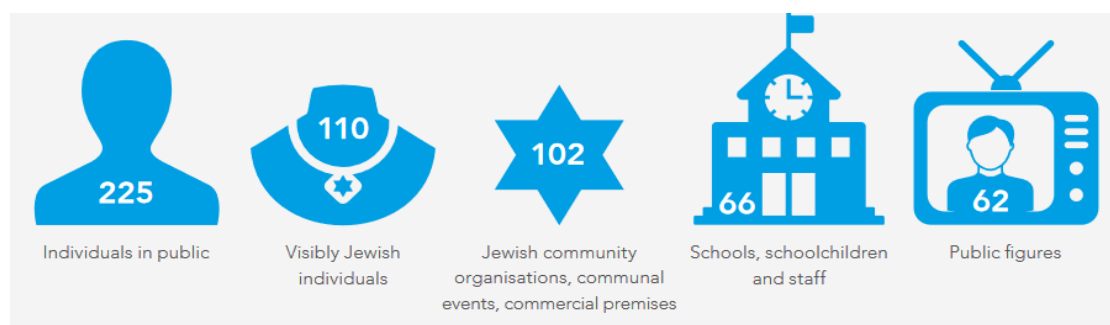 225
Individuals in public
110
Visibly Jewish
individuals
102
Jewish community
organisations, communal
events, commercial premises
66
Schools, schoolchildren
and staff
62
Public figures